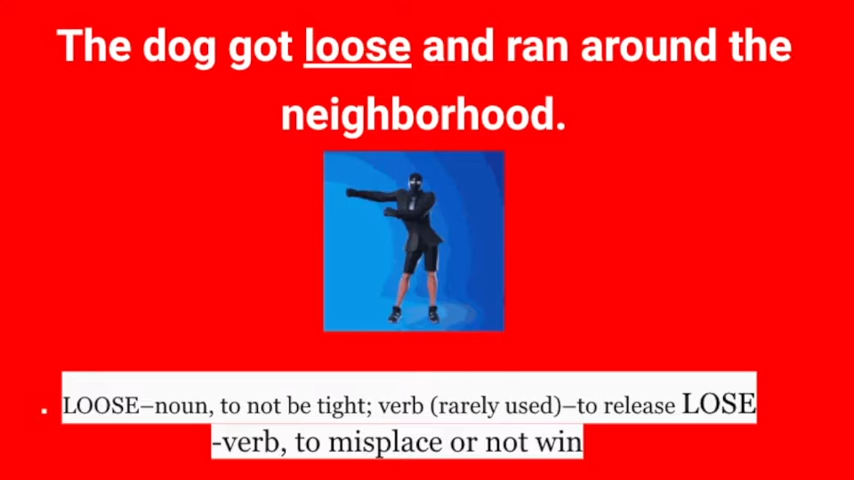 The dog got loose and ran around the
neighborhood.
LOOSE–noun, to not be tight; verb (rarely used)–to release LOSE
-verb, to misplace or not win